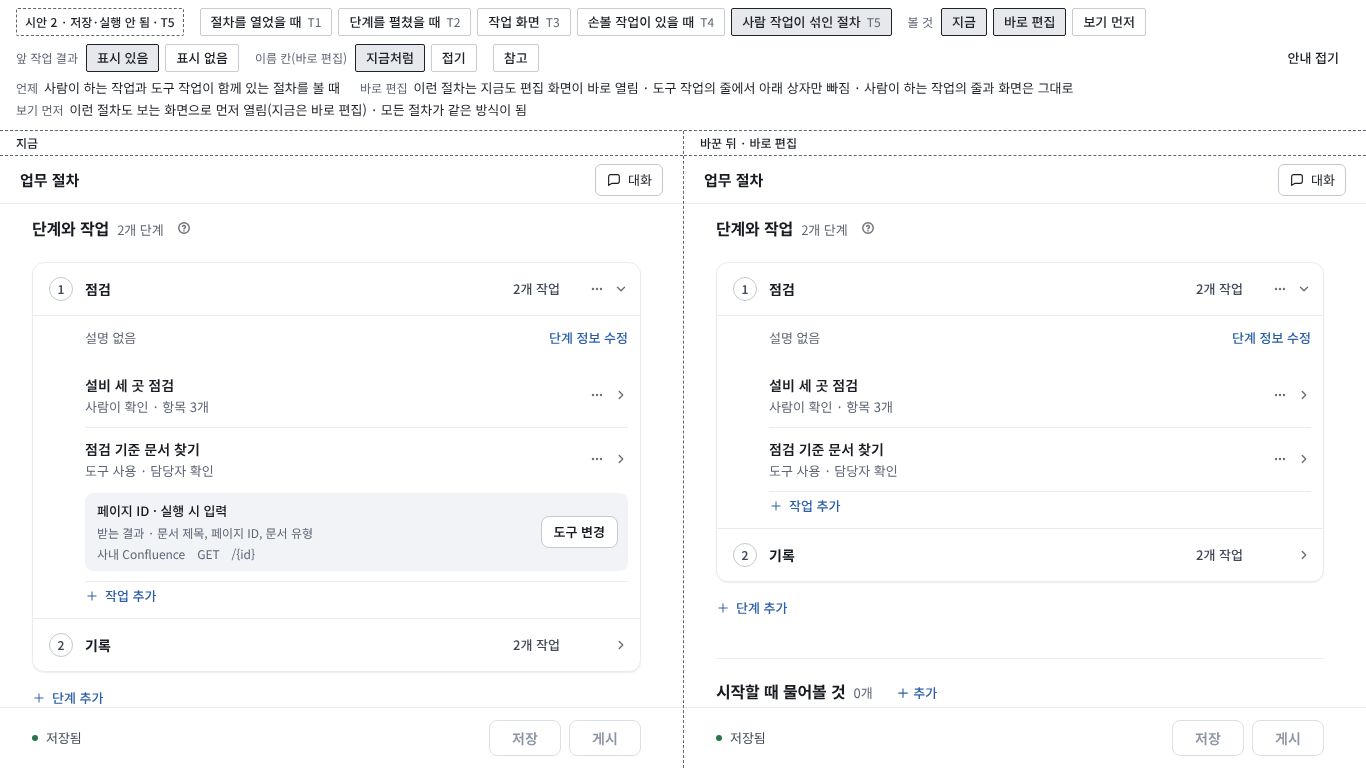 시안 2 · 저장·실행 안 됨 · T5 절차를 열었을 때 T1 단계를 펼쳤을 때 T2 작업 화면 T3 손볼 작업이 있을 때 T4 사람 작업이 섞인 절차 T5 볼 것 지금 바로 편집 보기 먼저
앞 작업 결과 표시 있음 표시 없음 이름 칸(바로 편집) 지금처럼 접기 참고 안내 접기
언제 사람이 하는 작업과 도구 작업이 함께 있는 절차를 볼 때 바로 편집 이런 절차는 지금도 편집 화면이 바로 열림 · 도구 작업의 줄에서 아래 상자만 빠짐 · 사람이 하는 작업의 줄과 화면은 그대로
보기 먼저 이런 절차도 보는 화면으로 먼저 열림(지금은 바로 편집) · 모든 절차가 같은 방식이 됨
지금
업무 절차
대화
단계와 작업 2개 단계
1 점검 2개 작업
설명 없음 단계 정보 수정
설비 세 곳 점검
사람이 확인 · 항목 3개
점검 기준 문서 찾기
도구 사용 · 담당자 확인
페이지 ID · 실행 시 입력
받는 결과 · 문서 제목, 페이지 ID, 문서 유형
사내 Confluence GET /{id}
도구 변경
+ 작업 추가
2 기록 2개 작업
+ 단계 추가
저장됨 저장 게시
바꾼 뒤 · 바로 편집
업무 절차
대화
단계와 작업 2개 단계
1 점검 2개 작업
설명 없음 단계 정보 수정
설비 세 곳 점검
사람이 확인 · 항목 3개
점검 기준 문서 찾기
도구 사용 · 담당자 확인
+ 작업 추가
2 기록 2개 작업
+ 단계 추가
시작할 때 물어볼 것 0개 + 추가
저장됨 저장 게시